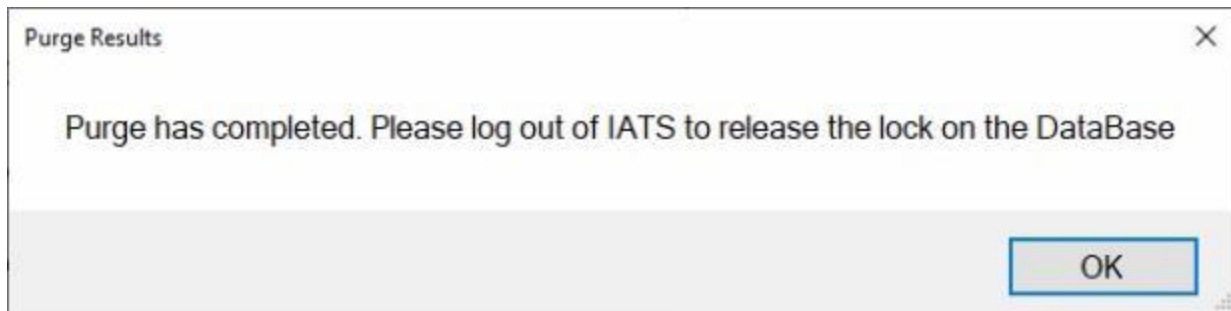 Purge Results
Purge has completed. Please log out of IATS to release the lock on the DataBase
OK